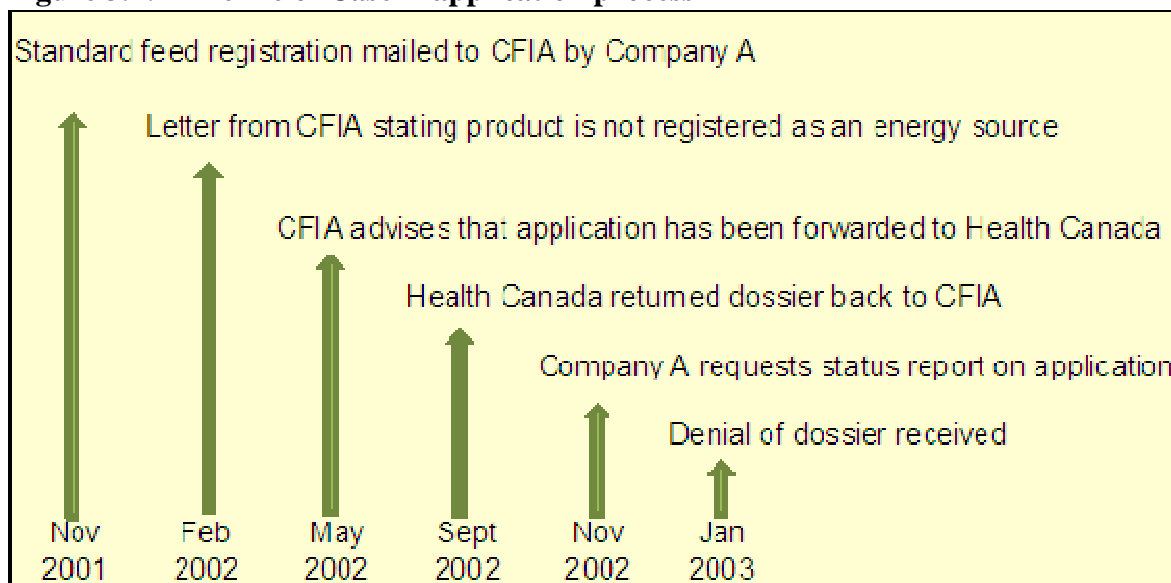 Standard feed registration mailed to CFIA by Company A
Letter from CFIA stating product is not registered as an energy source
CFIA advises that application has been forwarded to Health Canada
Health Canada returned dossier back to CFIA
Company A requests status report on application
Denial of dossier received
Nov Feb May Sept Nov Jan
2001 2002 2002 2002 2002 2003